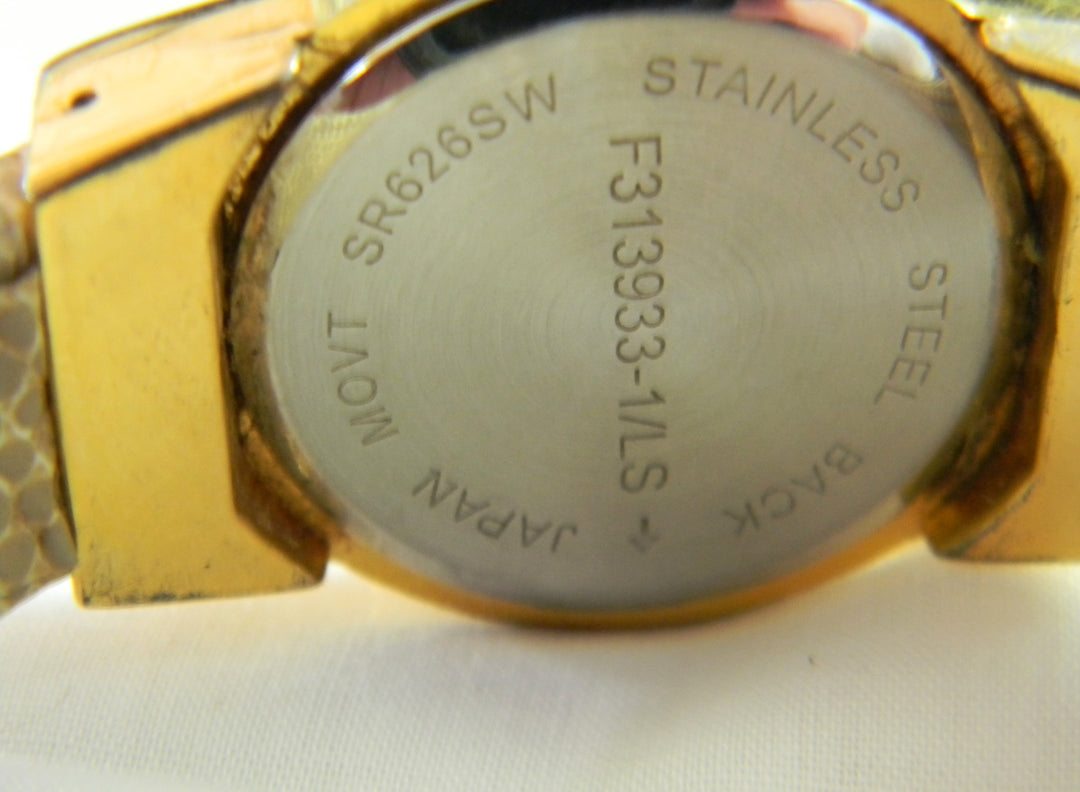 STAINLESS STEEL BACK
JAPAN MOVT SR626SW
F313933-1/LS